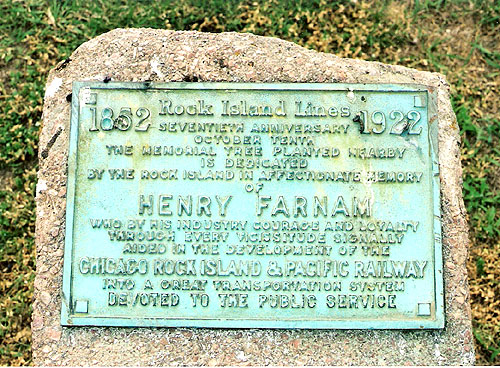 1852 Rock Island Lines 1922
SEVENTIETH ANNIVERSARY
OCTOBER TENTH
THE MEMORIAL TREE PLANTED NEARBY
IS DEDICATED
BY THE ROCK ISLAND IN AFFECTIONATE MEMORY
OF
HENRY FARNAM
WHO BY HIS INDUSTRY COURAGE AND LOYALTY
THROUGH EVERY VICISSITUDE SIGNALLY
AIDED IN THE DEVELOPMENT OF THE
CHICAGO ROCK ISLAND & PACIFIC RAILWAY
INTO A GREAT TRANSPORTATION SYSTEM
DEVOTED TO THE PUBLIC SERVICE